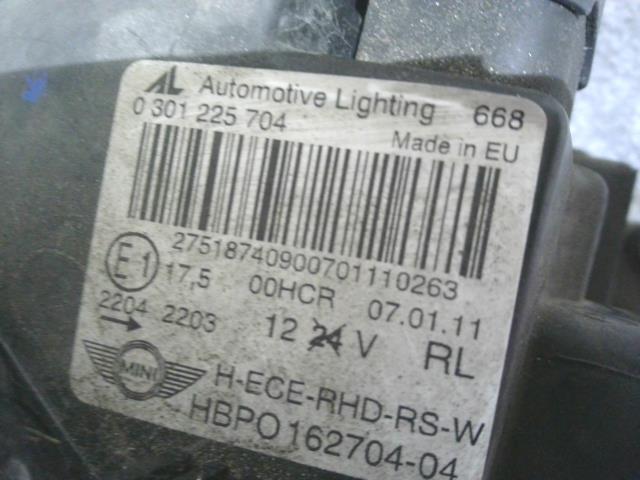 AL Automotive Lighting 668
0 301 225 704
Made in EU
27518740900701110263
E1 17,5 00HCR 07.01.11
2204 2203 12 24 V RL
MINI H-ECE-RHD-RS-W
HBPO162704-04